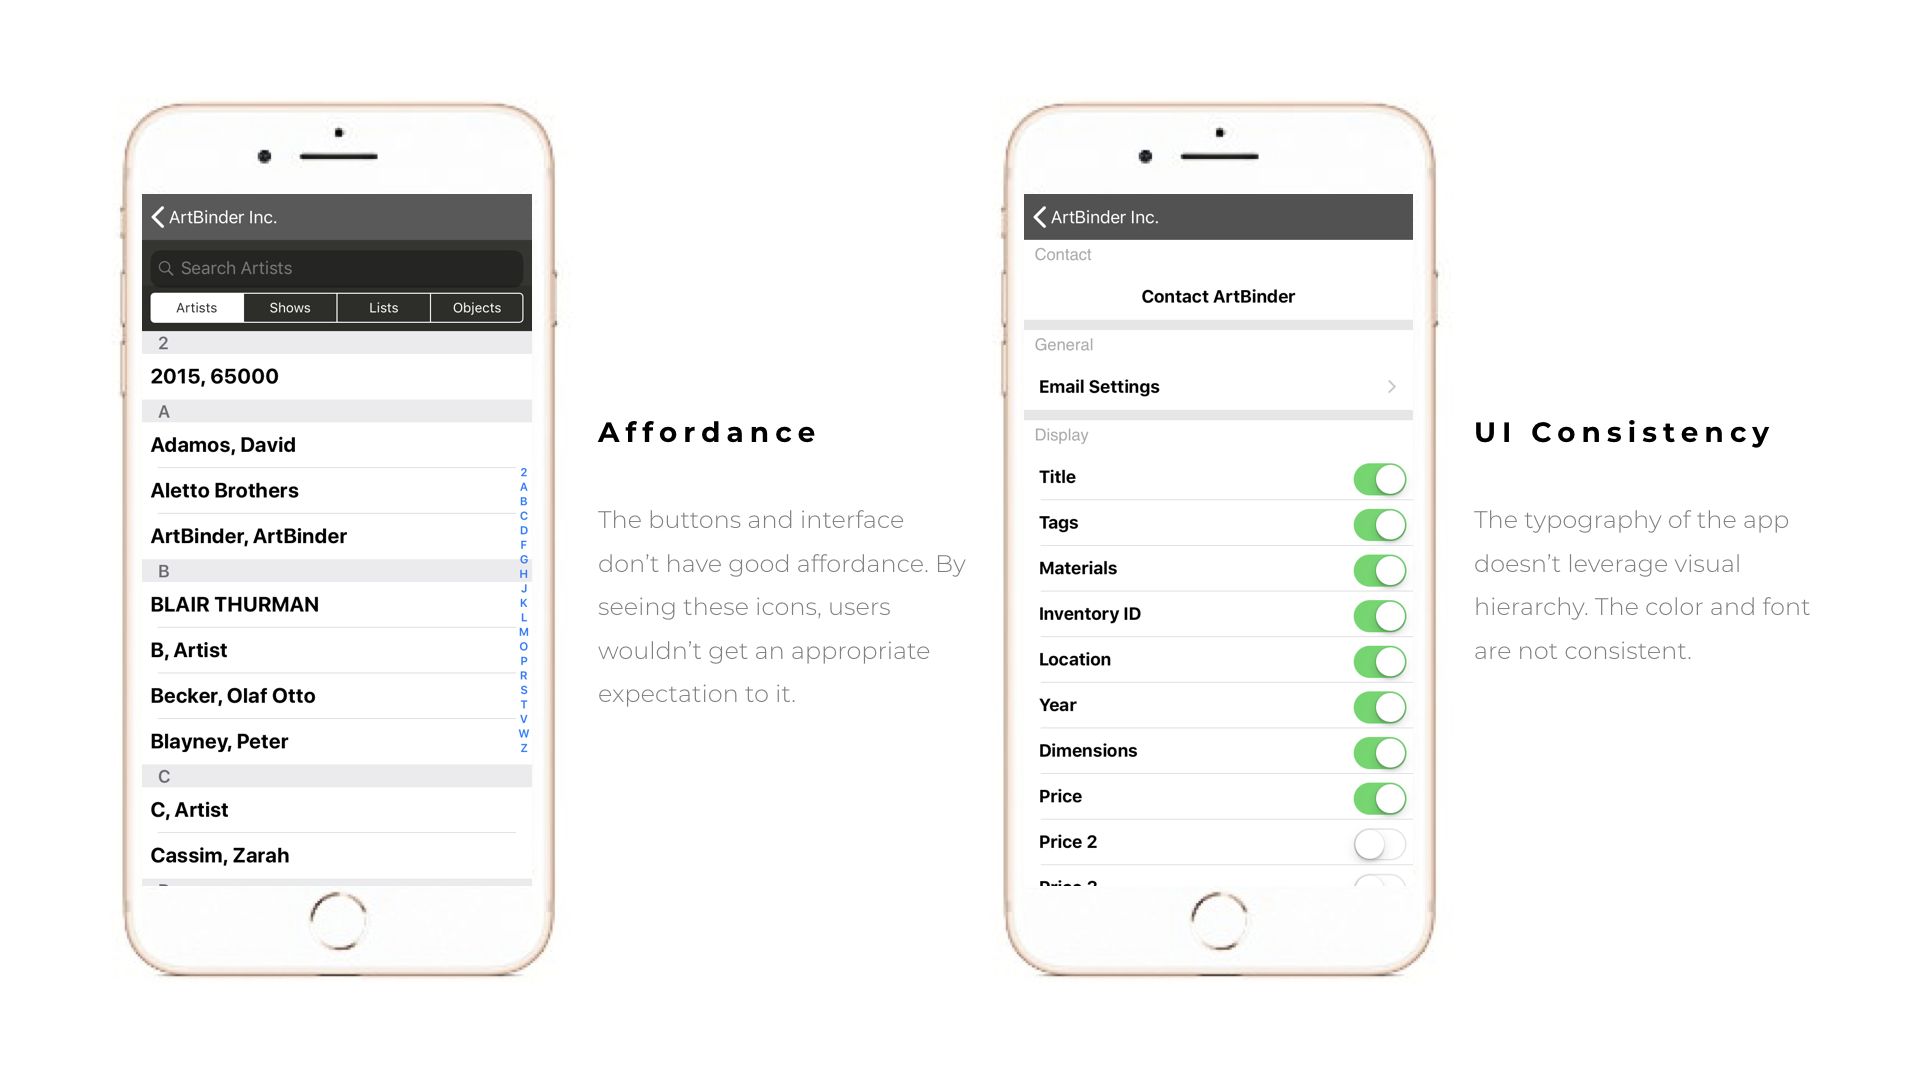 ArtBinder Inc.
Search Artists
Artists Shows Lists Objects
2
2015, 65000
A
Adamos, David
Aletto Brothers
ArtBinder, ArtBinder
B
BLAIR THURMAN
B, Artist
Becker, Olaf Otto
Blayney, Peter
C
C, Artist
Cassim, Zarah
2
A
B
C
D
F
G
H
J
K
L
M
O
P
R
S
T
V
W
Z
Affordance
The buttons and interface
don't have good affordance. By
seeing these icons, users
wouldn't get an appropriate
expectation to it.
ArtBinder Inc.
Contact
Contact ArtBinder
General
Email Settings
Display
Title
Tags
Materials
Inventory ID
Location
Year
Dimensions
Price
Price 2
UI Consistency
The typography of the app
doesn't leverage visual
hierarchy. The color and font
are not consistent.